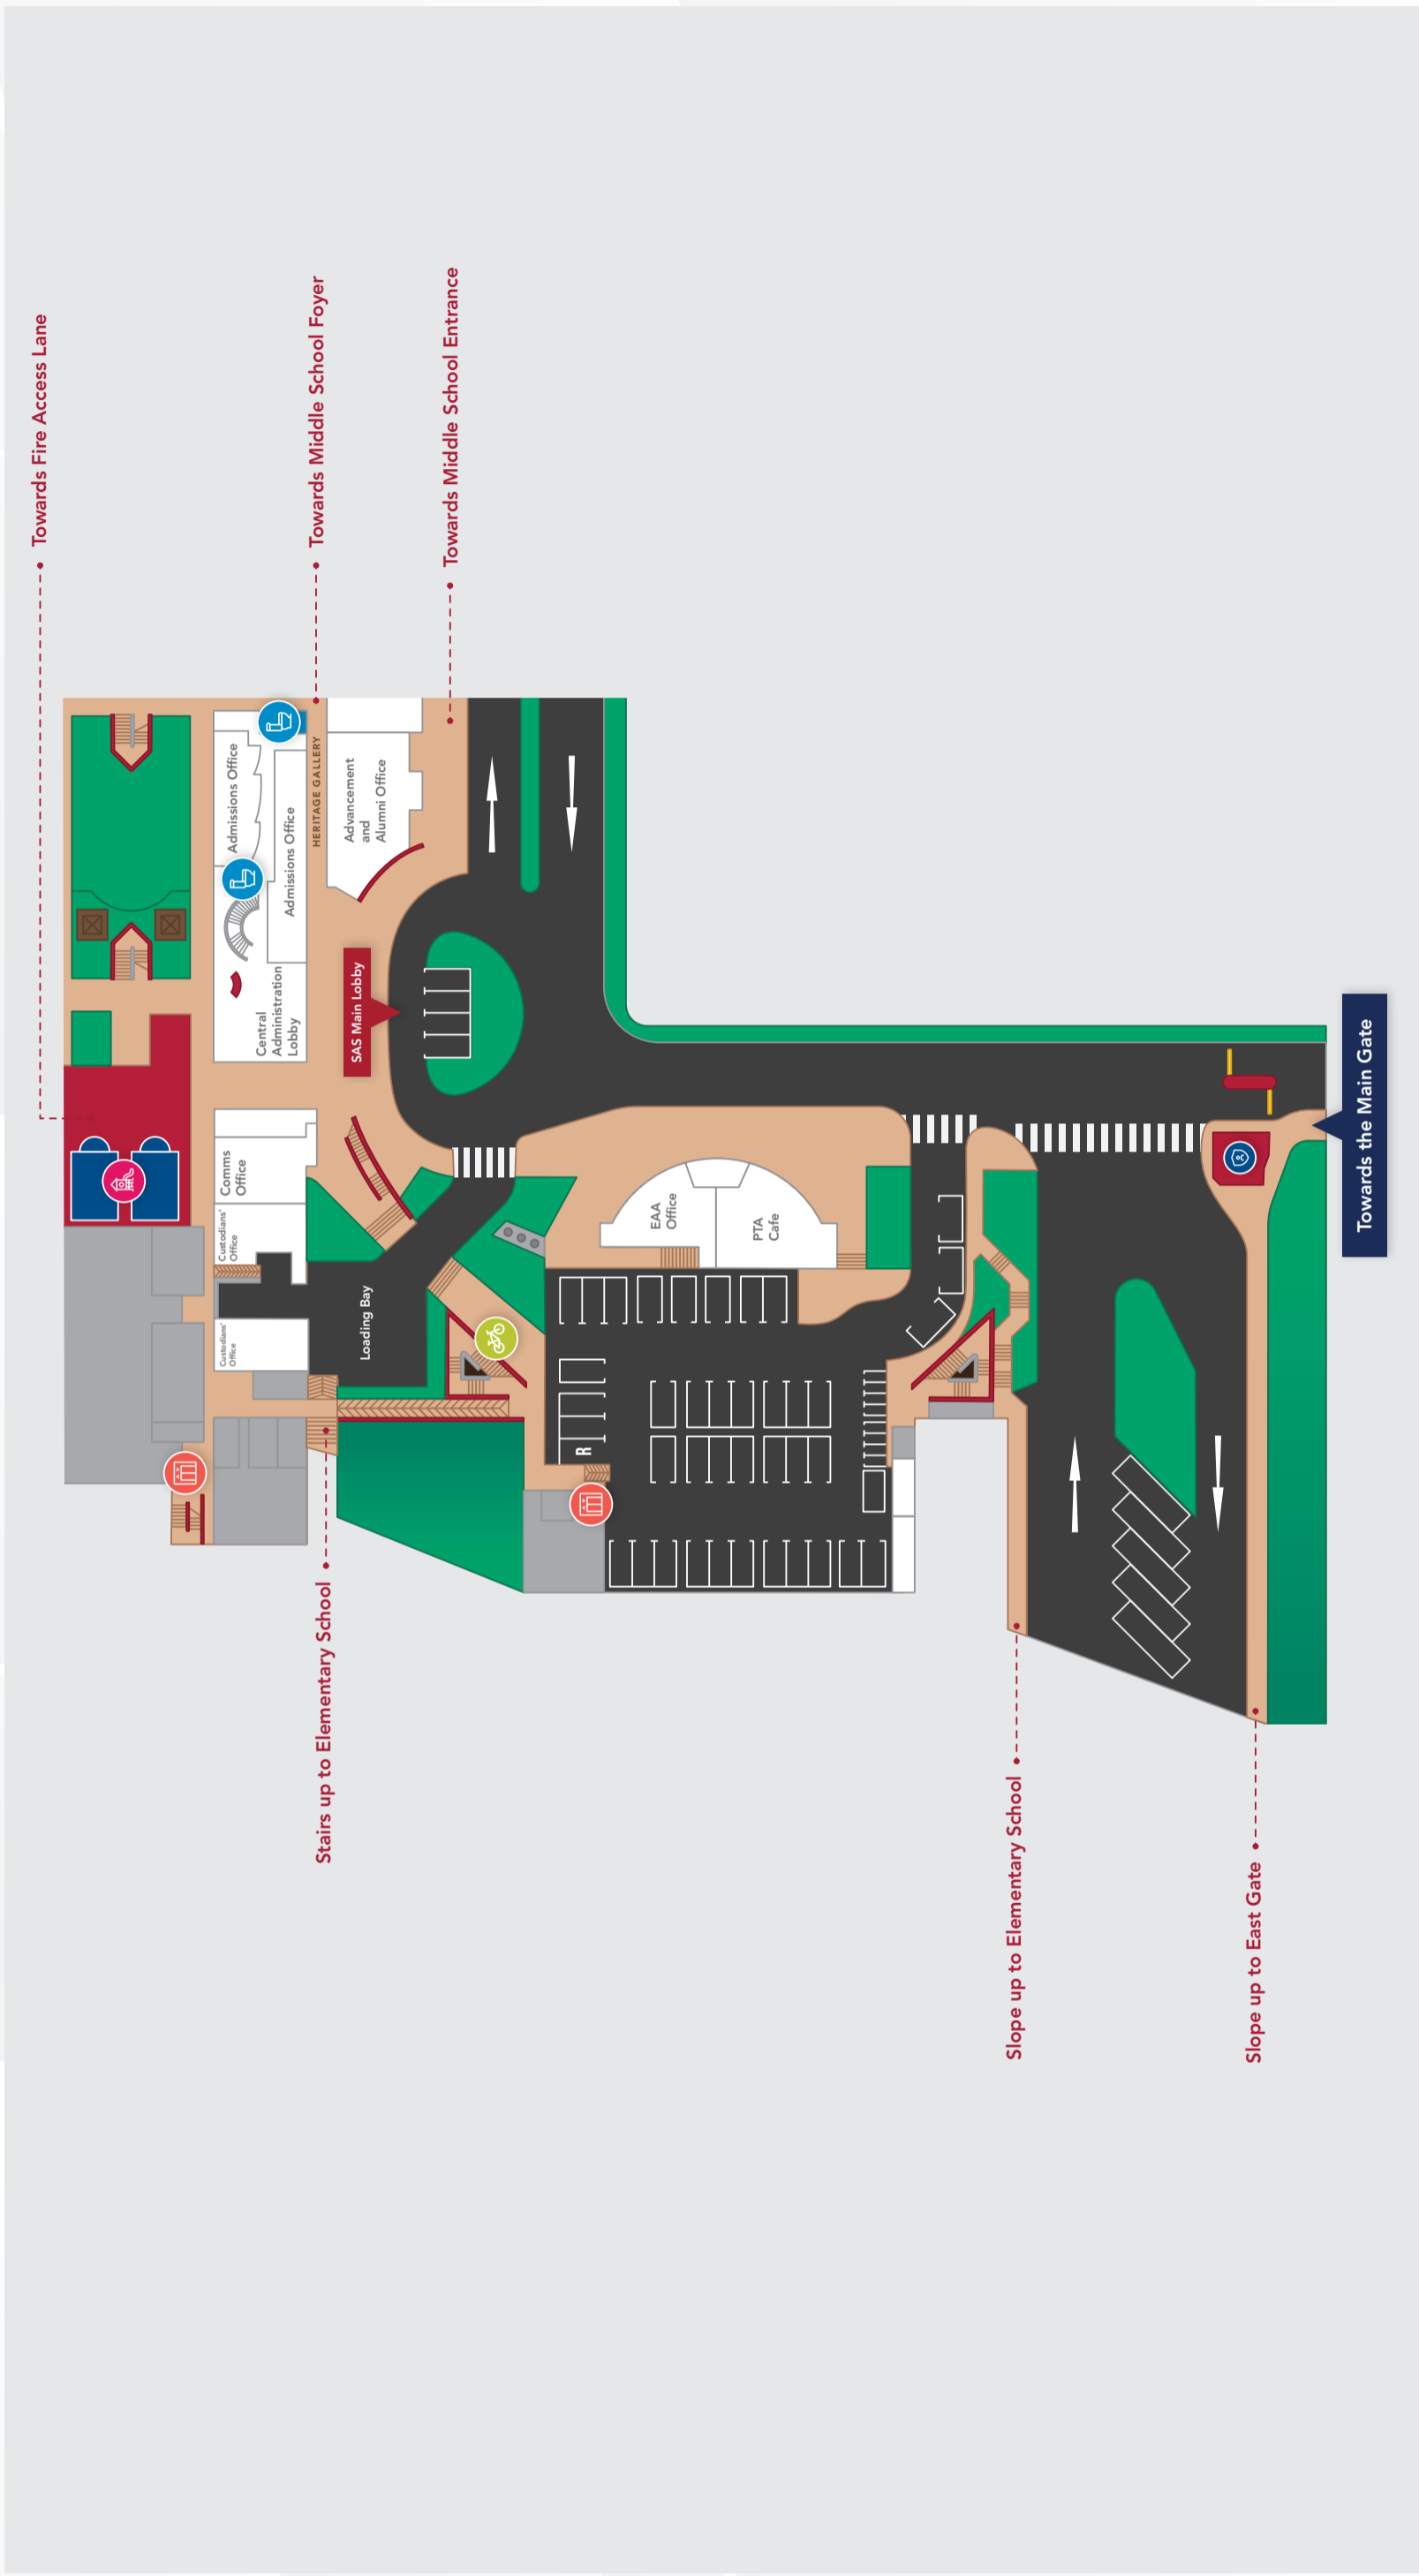 Towards Fire Access Lane
Towards Middle School Foyer
Towards Middle School Entrance
Admissions Office
Admissions Office
HERITAGE GALLERY
Advancement
and
Alumni Office
Central
Administration
Lobby
SAS Main Lobby
Comms
Office
Custodians'
Office
Custodians'
Office
Loading Bay
EAA
Office
PTA
Cafe
R
Towards the Main Gate
Stairs up to Elementary School
Slope up to Elementary School
Slope up to East Gate